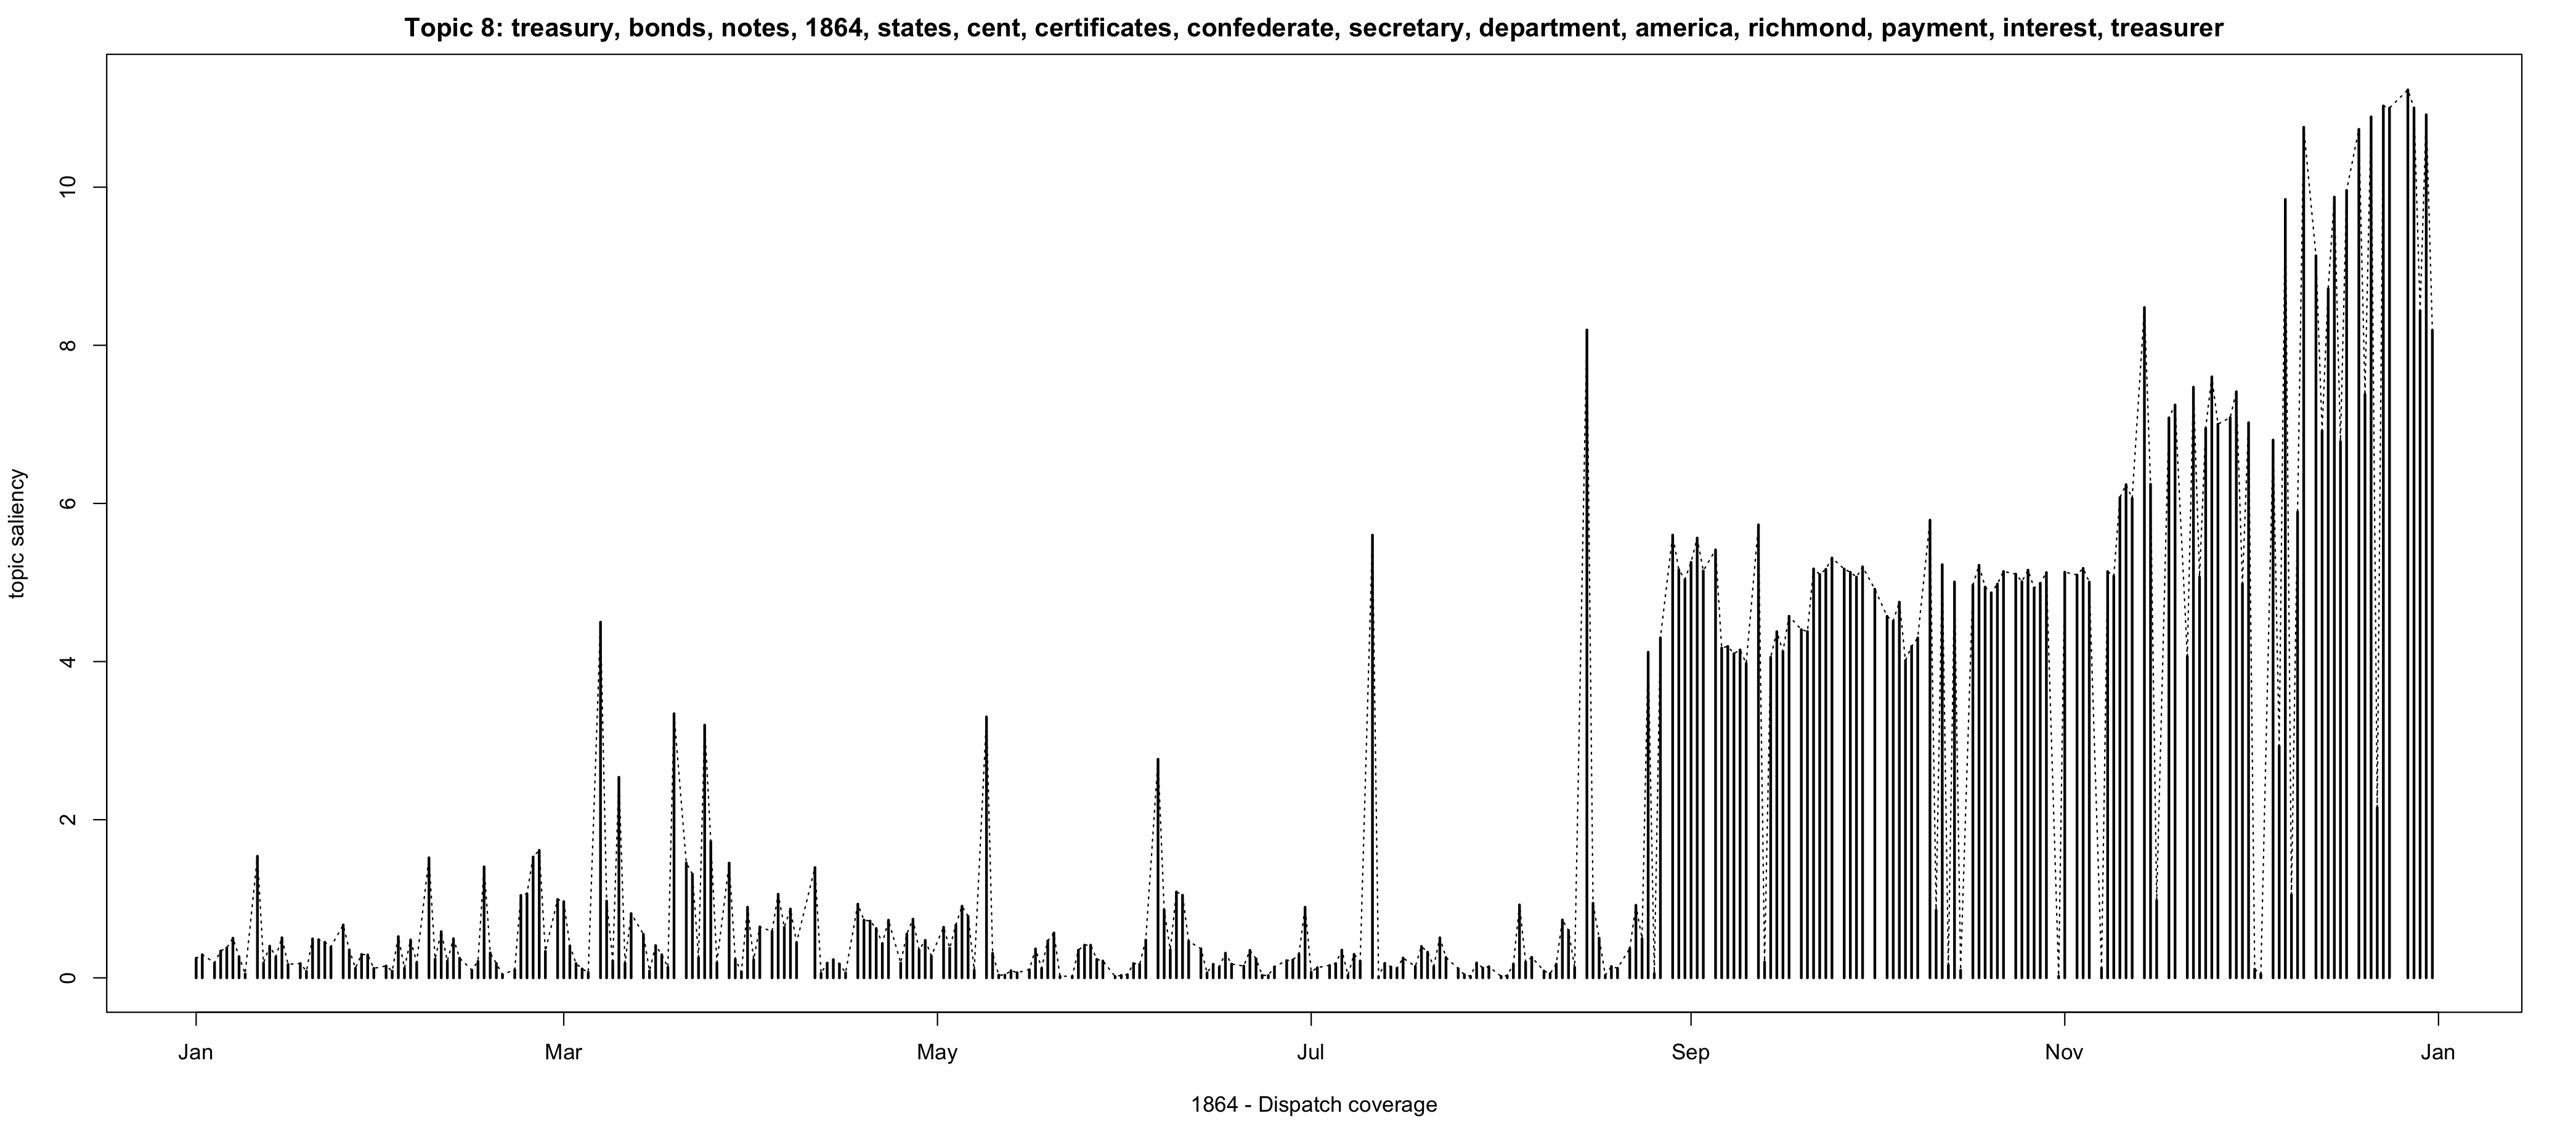 Topic 8: treasury, bonds, notes, 1864, states, cent, certificates, confederate, secretary, department, america, richmond, payment, interest, treasurer
topic saliency
10
8
6
4
2
0
Jan Mar May Jul Sep Nov Jan
1864 - Dispatch coverage